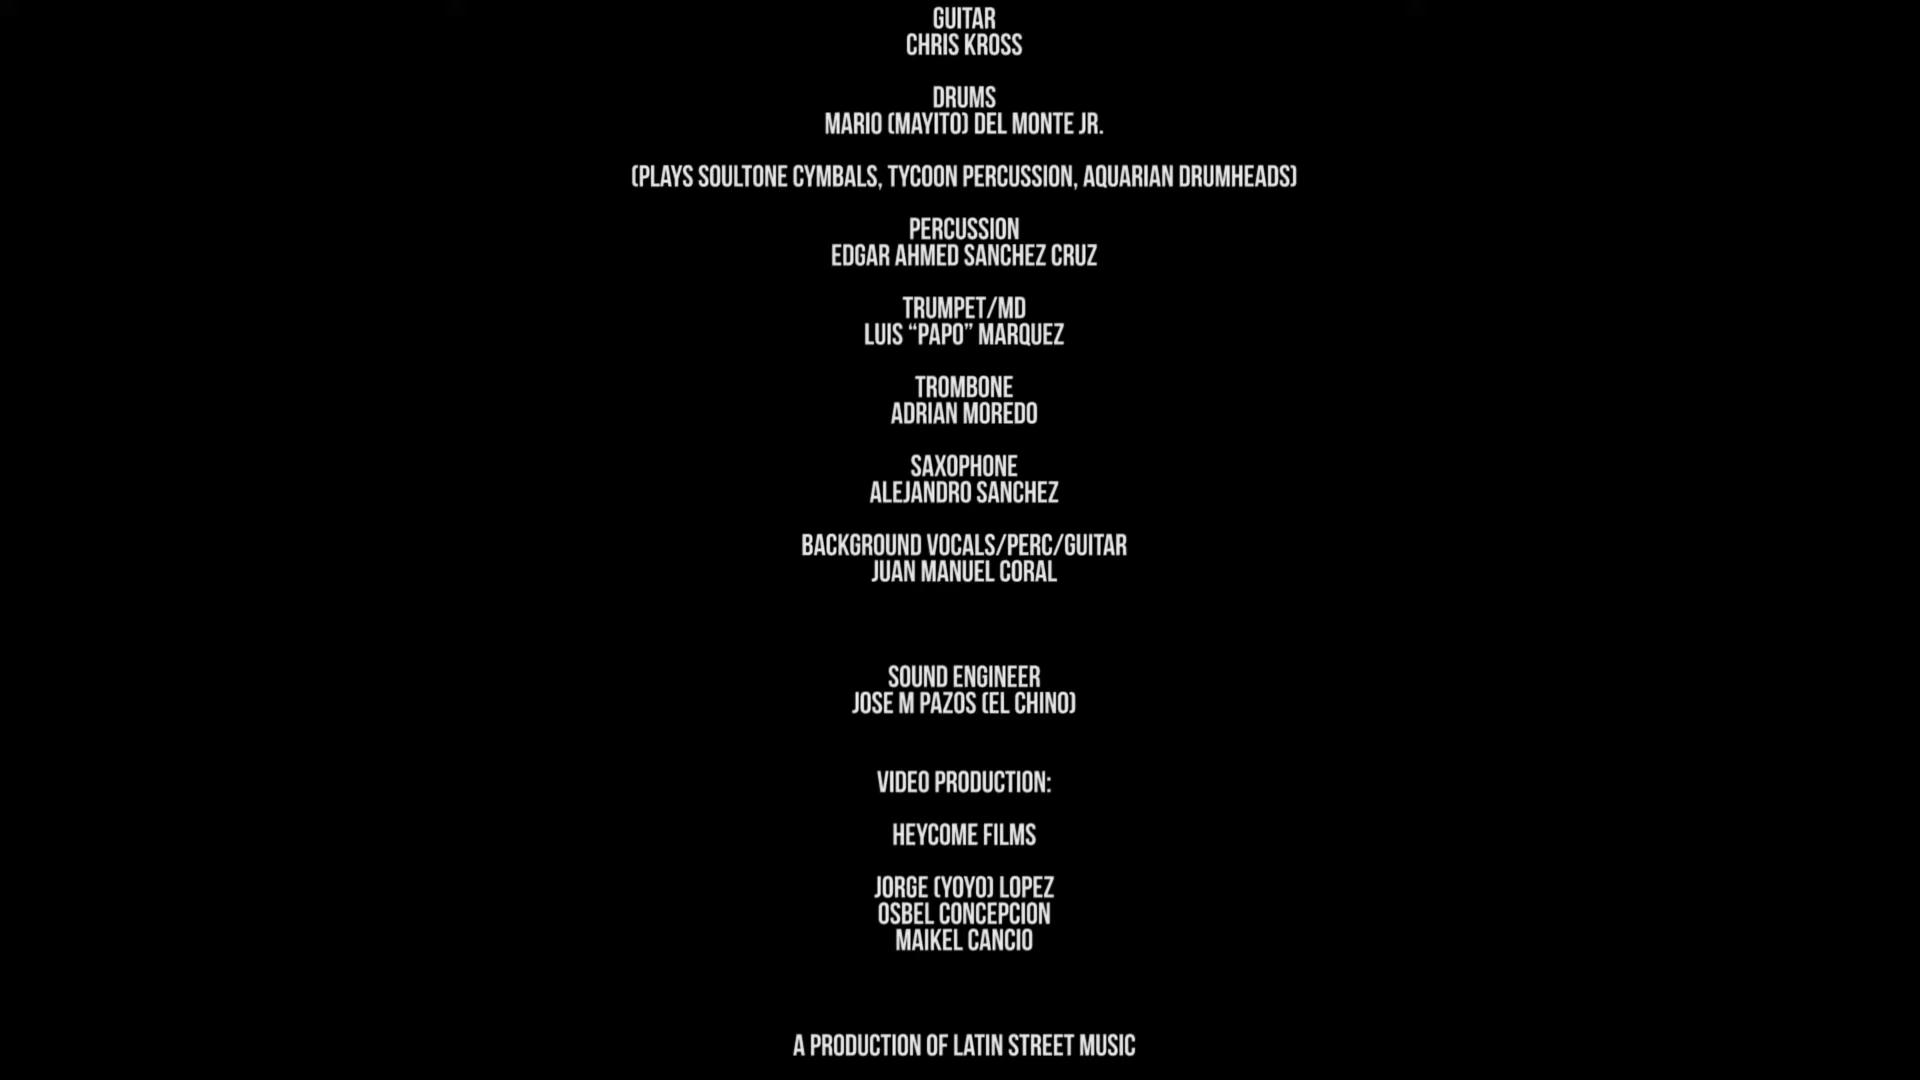 GUITAR
CHRIS KROSS
DRUMS
MARIO (MAYITO) DEL MONTE JR.
(PLAYS SOULTONE CYMBALS, TYCOON PERCUSSION, AQUARIAN DRUMHEADS)
PERCUSSION
EDGAR AHMED SANCHEZ CRUZ
TRUMPET/MD
LUIS “PAPO” MARQUEZ
TROMBONE
ADRIAN MOREDO
SAXOPHONE
ALEJANDRO SANCHEZ
BACKGROUND VOCALS/PERC/GUITAR
JUAN MANUEL CORAL
SOUND ENGINEER
JOSE M PAZOS (EL CHINO)
VIDEO PRODUCTION:
HEYCOME FILMS
JORGE (YOYO) LOPEZ
OSBEL CONCEPCION
MAIKEL CANCIO
A PRODUCTION OF LATIN STREET MUSIC